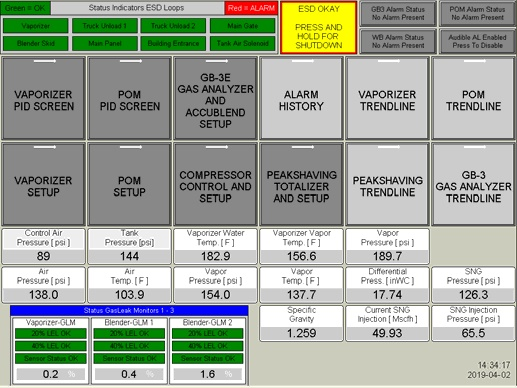 Green = OK Status Indicators ESD Loops Red = ALARM
Vaporizer Truck Unload 1 Truck Unload 2 Main Gate
Blender Skid Main Panel Building Entrance Tank Air Solenoid
ESD OKAY
PRESS AND
HOLD FOR
SHUTDOWN
GB3 Alarm Status
No Alarm Present
POM Alarm Status
No Alarm Present
WB Alarm Status
No Alarm Present
Audible AL Enabled
Press To Disable
VAPORIZER
PID SCREEN
POM
PID SCREEN
GB-3E
GAS ANALYZER
AND
ACCUBLEND
SETUP
ALARM
HISTORY
VAPORIZER
TRENDLINE
POM
TRENDLINE
VAPORIZER
SETUP
POM
SETUP
COMPRESSOR
CONTROL AND
SETUP
PEAKSHAVING
TOTALIZER
AND SETUP
PEAKSHAVING
TRENDLINE
GB-3
GAS ANALYZER
TRENDLINE
Control Air
Pressure [ psi ]
89
Tank
Pressure [psi]
144
Vaporizer Water
Temp. [ F ]
182.9
Vaporizer Vapor
Temp. [ F ]
156.6
Vapor
Pressure [ psi ]
189.7
Air
Pressure [ psi ]
138.0
Air
Temp. [ F ]
103.9
Vapor
Pressure [ psi ]
154.0
Vapor
Temp. [ F ]
137.7
Differential
Press. [ inWC ]
17.74
SNG
Pressure [ psi ]
126.3
Status GasLeak Monitors 1 - 3
Vaporizer-GLM
20% LEL OK
40% LEL OK
Sensor Status OK
0.2 %
Blender-GLM 1
20% LEL OK
40% LEL OK
Sensor Status OK
0.4 %
Blender-GLM 2
20% LEL OK
40% LEL OK
Sensor Status OK
1.6 %
Specific
Gravity
1.259
Current SNG
Injection [ Mscfh ]
49.93
SNG Injection
Pressure [ psi ]
65.5
14:34:17
2019-04-02